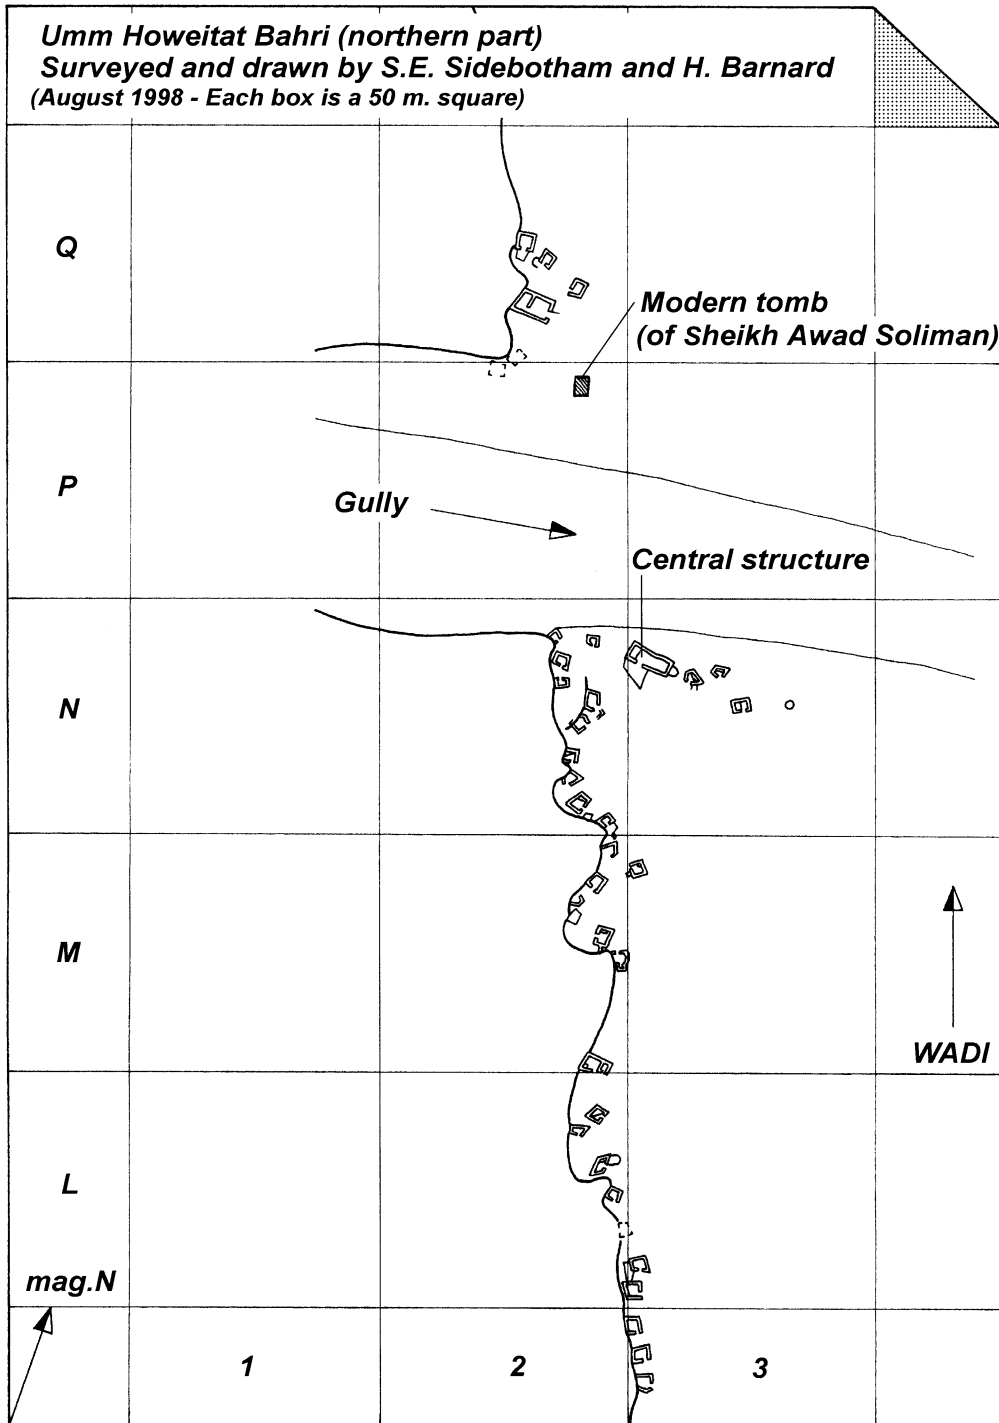 Umm Howeitat Bahri (northern part)
Surveyed and drawn by S.E. Sidebotham and H. Barnard
(August 1998 - Each box is a 50 m. square)
Q
Modern tomb
(of Sheikh Awad Soliman)
P
Gully
Central structure
N
M
WADI
L
mag.N
1
2
3